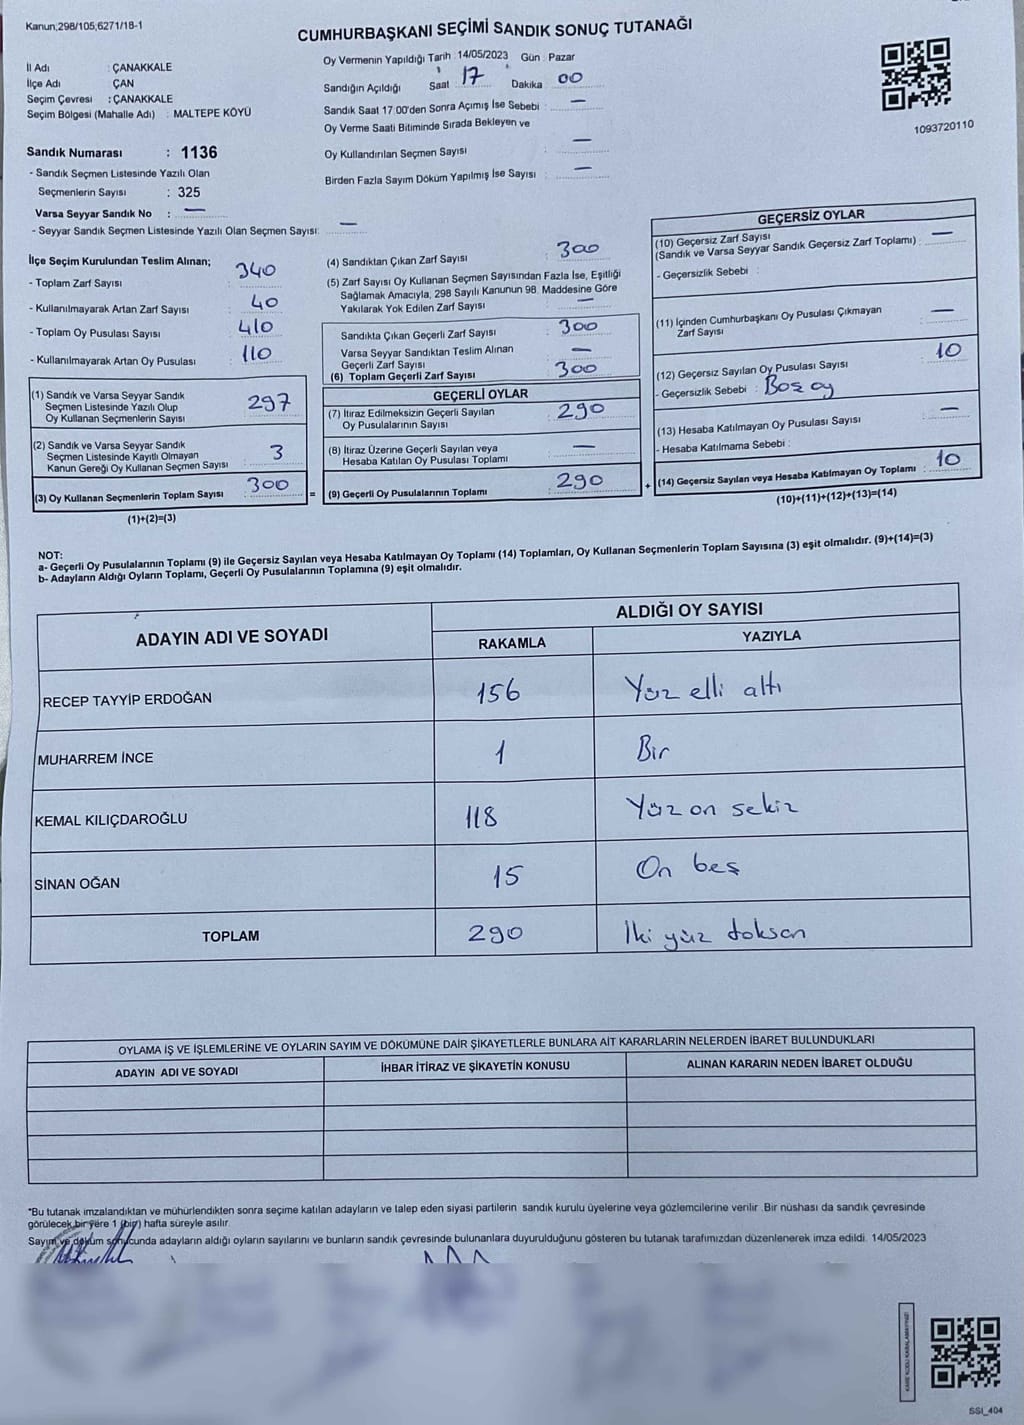 Kanun;298/105;6271/18-1
CUMHURBAŞKANI SEÇİMİ SANDIK SONUÇ TUTANAĞI
İl Adı : ÇANAKKALE
İlçe Adı : ÇAN
Seçim Çevresi : ÇANAKKALE
Seçim Bölgesi (Mahalle Adı) : MALTEPE KÖYÜ
Sandık Numarası : 1136
- Sandık Seçmen Listesinde Yazılı Olan
Seçmenlerin Sayısı : 325
Varsa Seyyar Sandık No : —
- Seyyar Sandık Seçmen Listesinde Yazılı Olan Seçmen Sayısı: —
Oy Vermenin Yapıldığı Tarih : 14/05/2023 Gün : Pazar
Sandığın Açıldığı Saat 17 Dakika 00
Sandık Saat 17:00'den Sonra Açımış İse Sebebi : —
Oy Verme Saati Bitiminde Sırada Bekleyen ve
Oy Kullandırılan Seçmen Sayısı : —
Birden Fazla Sayım Döküm Yapılmış İse Sayısı : —
1093720110
İlçe Seçim Kurulundan Teslim Alınan;
- Toplam Zarf Sayısı : 340
- Kullanılmayarak Artan Zarf Sayısı : 40
- Toplam Oy Pusulası Sayısı : 410
- Kullanılmayarak Artan Oy Pusulası : 110
(1) Sandık ve Varsa Seyyar Sandık
Seçmen Listesinde Yazılı Olup
Oy Kullanan Seçmenlerin Sayısı : 297
(2) Sandık ve Varsa Seyyar Sandık
Seçmen Listesinde Kayıtlı Olmayan
Kanun Gereği Oy Kullanan Seçmen Sayısı : 3
(3) Oy Kullanan Seçmenlerin Toplam Sayısı : 300
(1)+(2)=(3)
=
(4) Sandıktan Çıkan Zarf Sayısı : 300
(5) Zarf Sayısı Oy Kullanan Seçmen Sayısından Fazla İse, Eşitliği
Sağlamak Amacıyla; 298 Sayılı Kanunun 98. Maddesine Göre
Yakılarak Yok Edilen Zarf Sayısı : —
Sandıkta Çıkan Geçerli Zarf Sayısı : 300
Varsa Seyyar Sandıktan Teslim Alınan
Geçerli Zarf Sayısı : —
(6) Toplam Geçerli Zarf Sayısı : 300
GEÇERLİ OYLAR
(7) İtiraz Edilmeksizin Geçerli Sayılan
Oy Pusulalarının Sayısı : 290
(8) İtiraz Üzerine Geçerli Sayılan veya
Hesaba Katılan Oy Pusulası Toplamı : —
(9) Geçerli Oy Pusulalarının Toplamı : 290
+
GEÇERSİZ OYLAR
(10) Geçersiz Zarf Sayısı
(Sandık ve Varsa Seyyar Sandık Geçersiz Zarf Toplamı) : —
- Geçersizlik Sebebi :
(11) İçinden Cumhurbaşkanı Oy Pusulası Çıkmayan
Zarf Sayısı : —
(12) Geçersiz Sayılan Oy Pusulası Sayısı : 10
- Geçersizlik Sebebi : Boş oy
(13) Hesaba Katılmayan Oy Pusulası Sayısı : —
- Hesaba Katılmama Sebebi :
(14) Geçersiz Sayılan veya Hesaba Katılmayan Oy Toplamı : 10
(10)+(11)+(12)+(13)=(14)
NOT:
a- Geçerli Oy Pusulalarının Toplamı (9) ile Geçersiz Sayılan veya Hesaba Katılmayan Oy Toplamı (14) Toplamları, Oy Kullanan Seçmenlerin Toplam Sayısına (3) eşit olmalıdır. (9)+(14)=(3)
b- Adayların Aldığı Oyların Toplamı, Geçerli Oy Pusulalarının Toplamına (9) eşit olmalıdır.
ADAYIN ADI VE SOYADI
ALDIĞI OY SAYISI
RAKAMLA YAZIYLA
RECEP TAYYİP ERDOĞAN 156 Yüz elli altı
MUHARREM İNCE 1 Bir
KEMAL KILIÇDAROĞLU 118 Yüz on sekiz
SİNAN OĞAN 15 On beş
TOPLAM 290 İki yüz doksan
OYLAMA İŞ VE İŞLEMLERİNE VE OYLARIN SAYIM VE DÖKÜMÜNE DAİR ŞİKAYETLERLE BUNLARA AİT KARARLARIN NELERDEN İBARET BULUNDUKLARI
ADAYIN ADI VE SOYADI İHBAR İTİRAZ VE ŞİKAYETİN KONUSU ALINAN KARARIN NEDEN İBARET OLDUĞU
*Bu tutanak imzalandıktan ve mühürlendikten sonra seçime katılan adayların ve talep eden siyasi partilerin sandık kurulu üyelerine veya gözlemcilerine verilir. Bir nüshası da sandık çevresinde
görülecek bir yere 1 (bir) hafta süreyle asılır.
Sayım ve döküm sonucunda adayların aldığı oyların sayılarını ve bunların sandık çevresinde bulunanlara duyurulduğunu gösteren bu tutanak tarafımızdan düzenlenerek imza edildi. 14/05/2023
KARE KODU KARALAMAYINIZ!
SSI_404